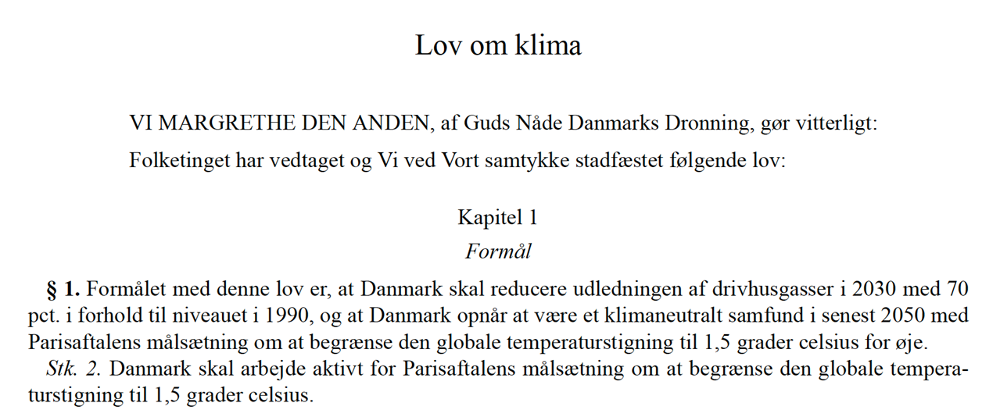 Lov om klima
VI MARGRETHE DEN ANDEN, af Guds Nåde Danmarks Dronning, gør vitterligt:
Folketinget har vedtaget og Vi ved Vort samtykke stadfæstet følgende lov:
Kapitel 1
Formål
§ 1. Formålet med denne lov er, at Danmark skal reducere udledningen af drivhusgasser i 2030 med 70
pct. i forhold til niveauet i 1990, og at Danmark opnår at være et klimaneutralt samfund i senest 2050 med
Parisaftalens målsætning om at begrænse den globale temperaturstigning til 1,5 grader celsius for øje.
Stk. 2. Danmark skal arbejde aktivt for Parisaftalens målsætning om at begrænse den globale tempera-
turstigning til 1,5 grader celsius.